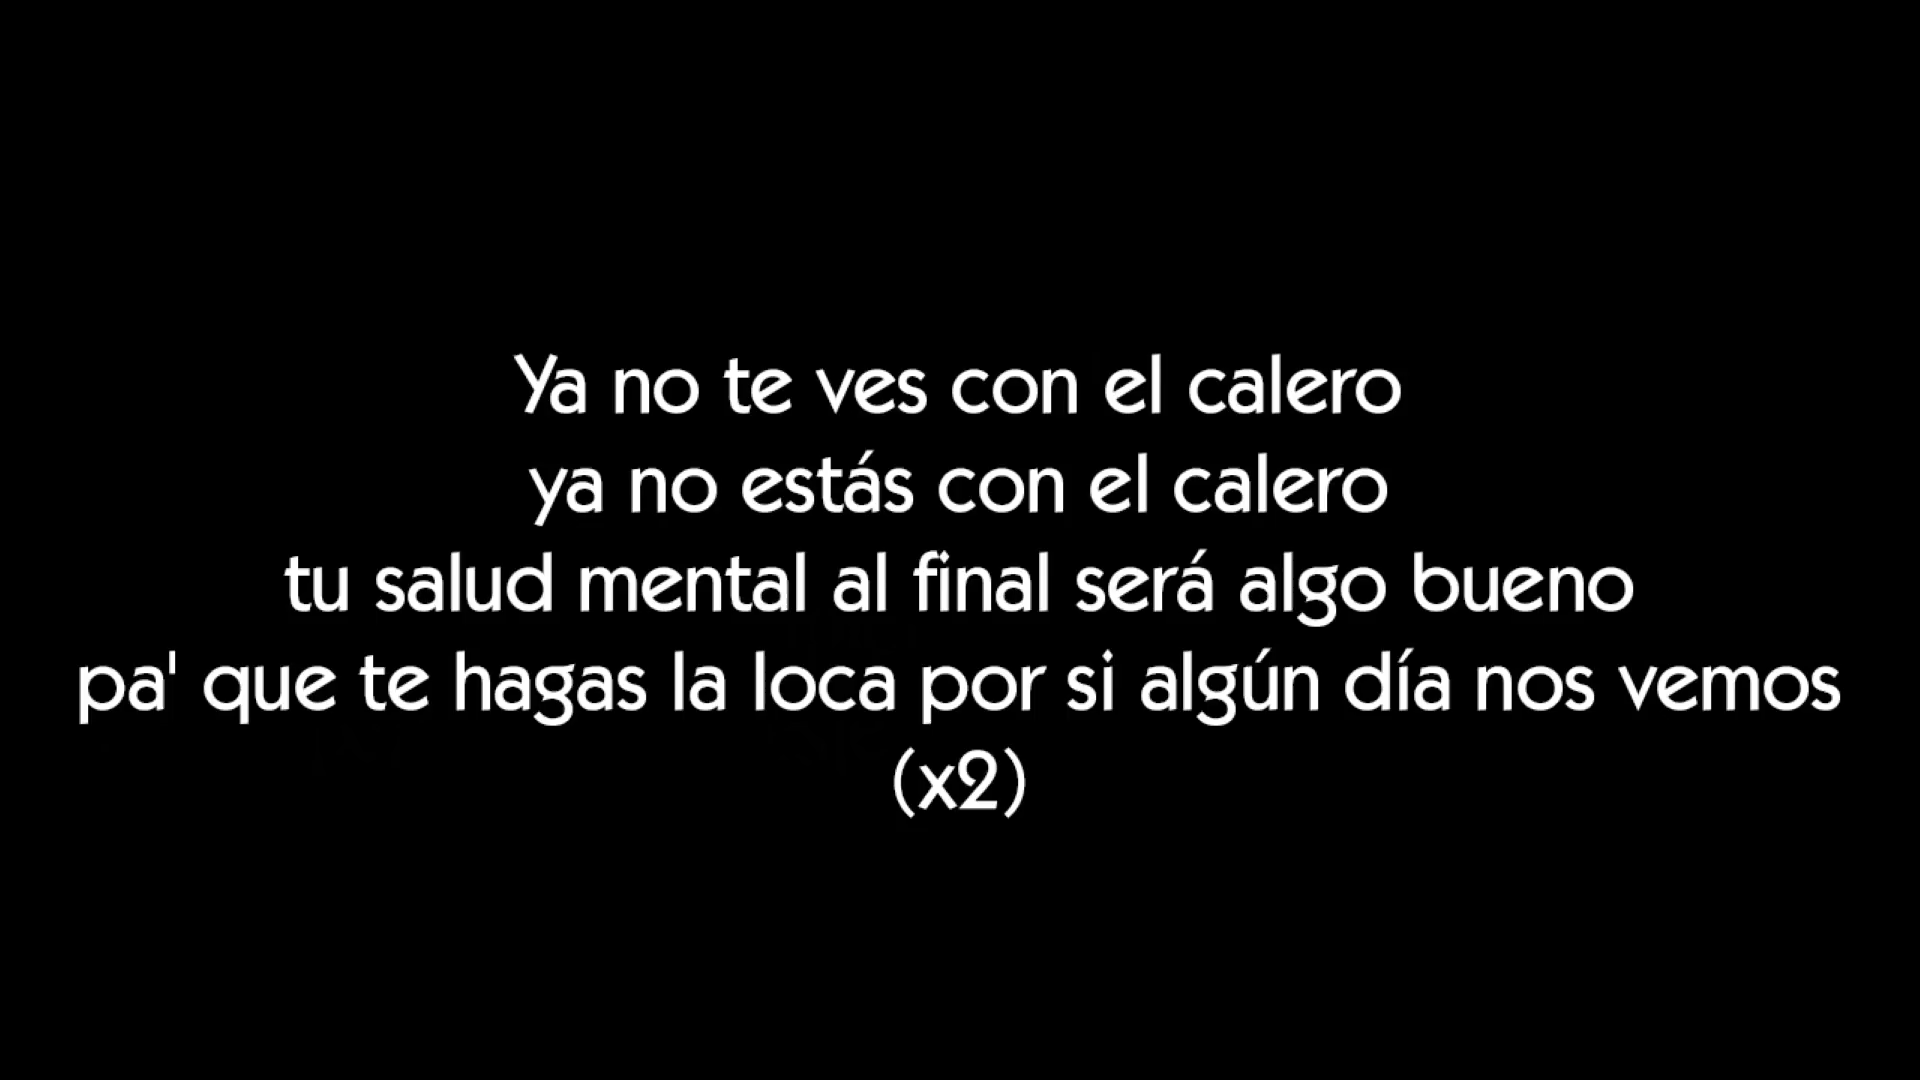 Ya no te ves con el calero
ya no estás con el calero
tu salud mental al final será algo bueno
pa' que te hagas la loca por si algún día nos vemos
(x2)